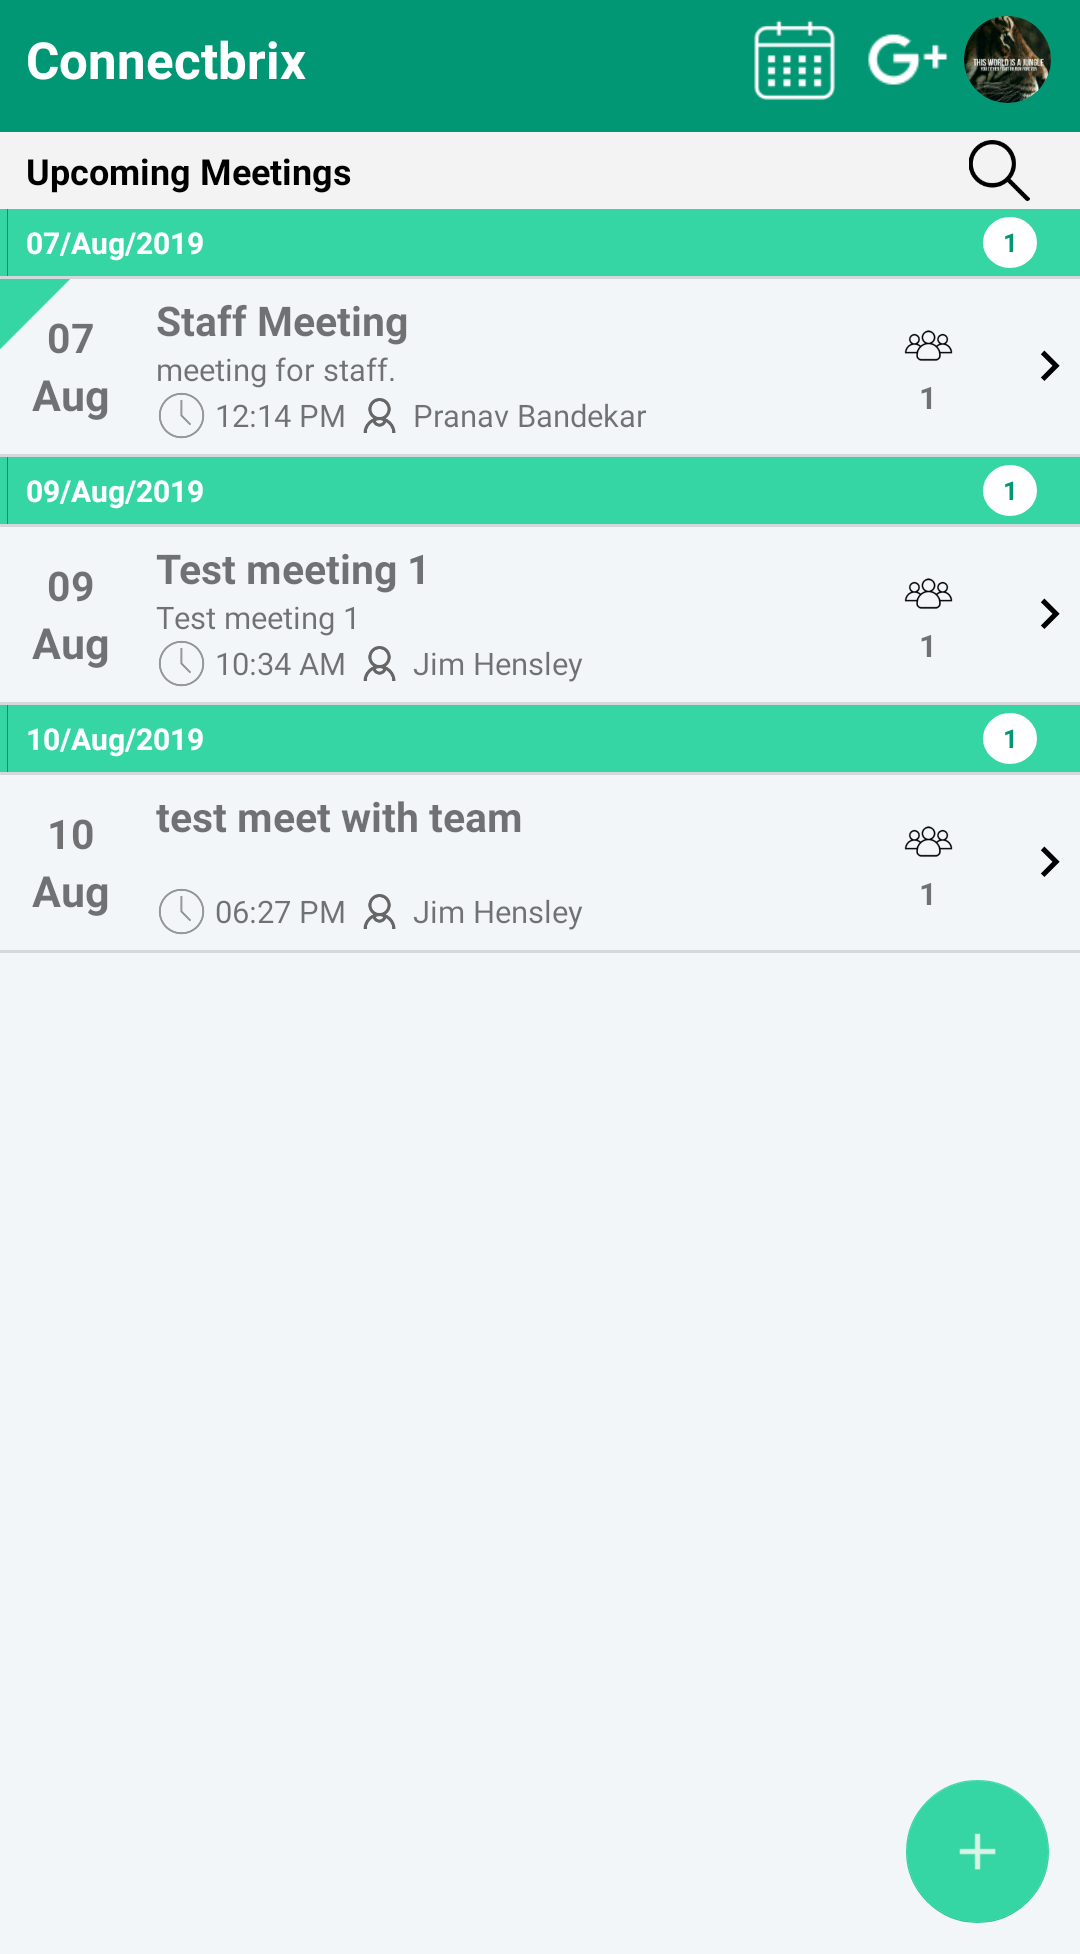 Connectbrix
G+
THIS WORLD IS A JUNGLE
Upcoming Meetings
07/Aug/2019 1
07 Aug
Staff Meeting
meeting for staff.
12:14 PM Pranav Bandekar
1
09/Aug/2019 1
09 Aug
Test meeting 1
Test meeting 1
10:34 AM Jim Hensley
1
10/Aug/2019 1
10 Aug
test meet with team
06:27 PM Jim Hensley
1
+